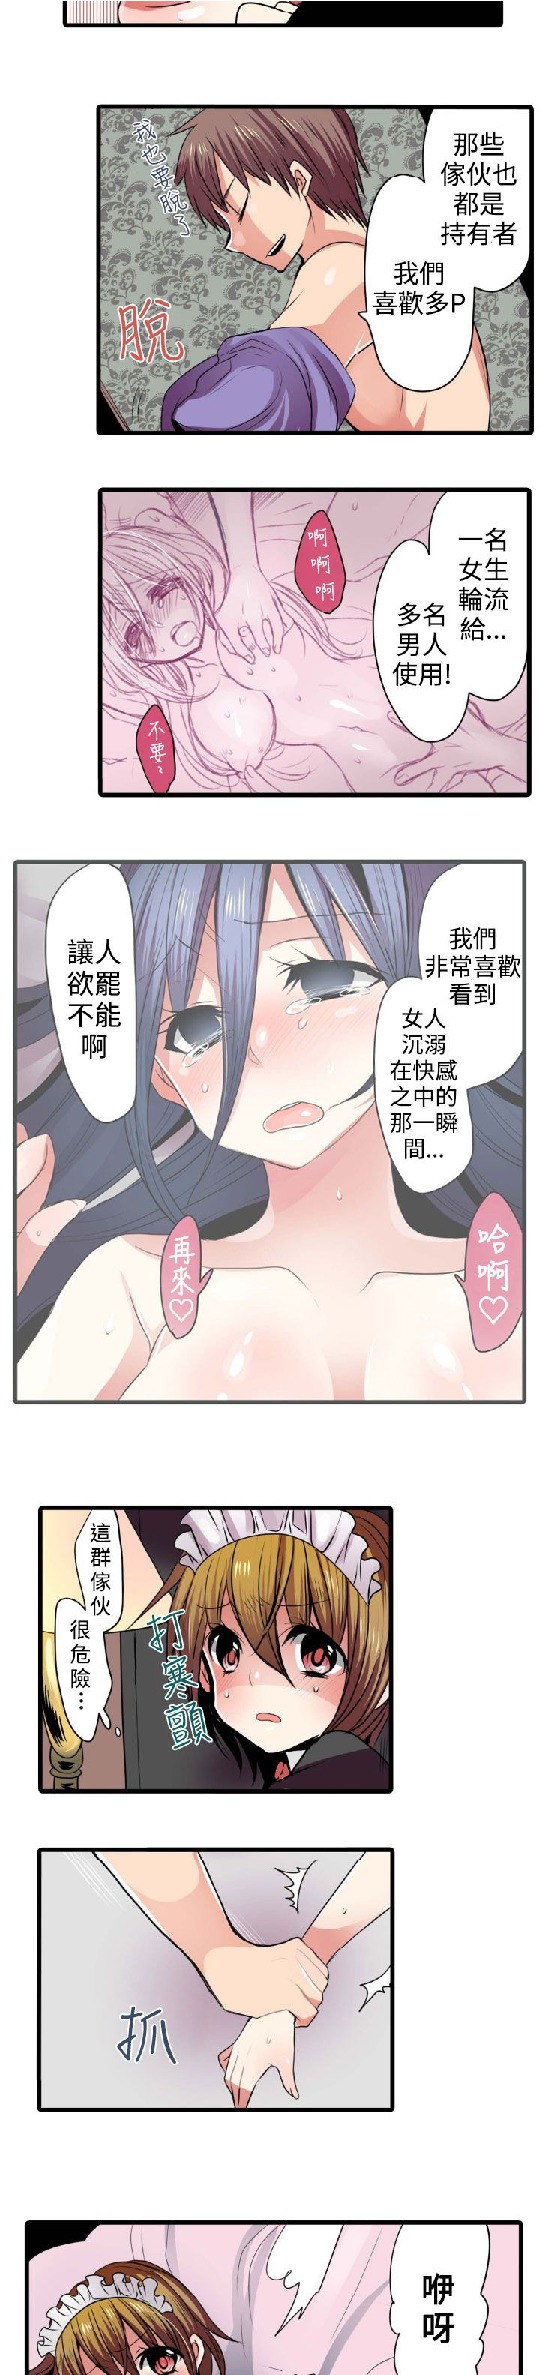 那些
傢伙也
都是
持有者
我們
喜歡多P
我也要脫了
脫
一名
女生
輪流
給...
多名
男人
使用!
啊啊啊
不要~
我們
非常喜歡
看到
女人
沉溺
在快感
之中的
那一瞬
間...
讓人
欲罷
不能
啊
哈啊♡
再來♡
這群傢伙
很危險…
打寒顫
抓
咿
呀